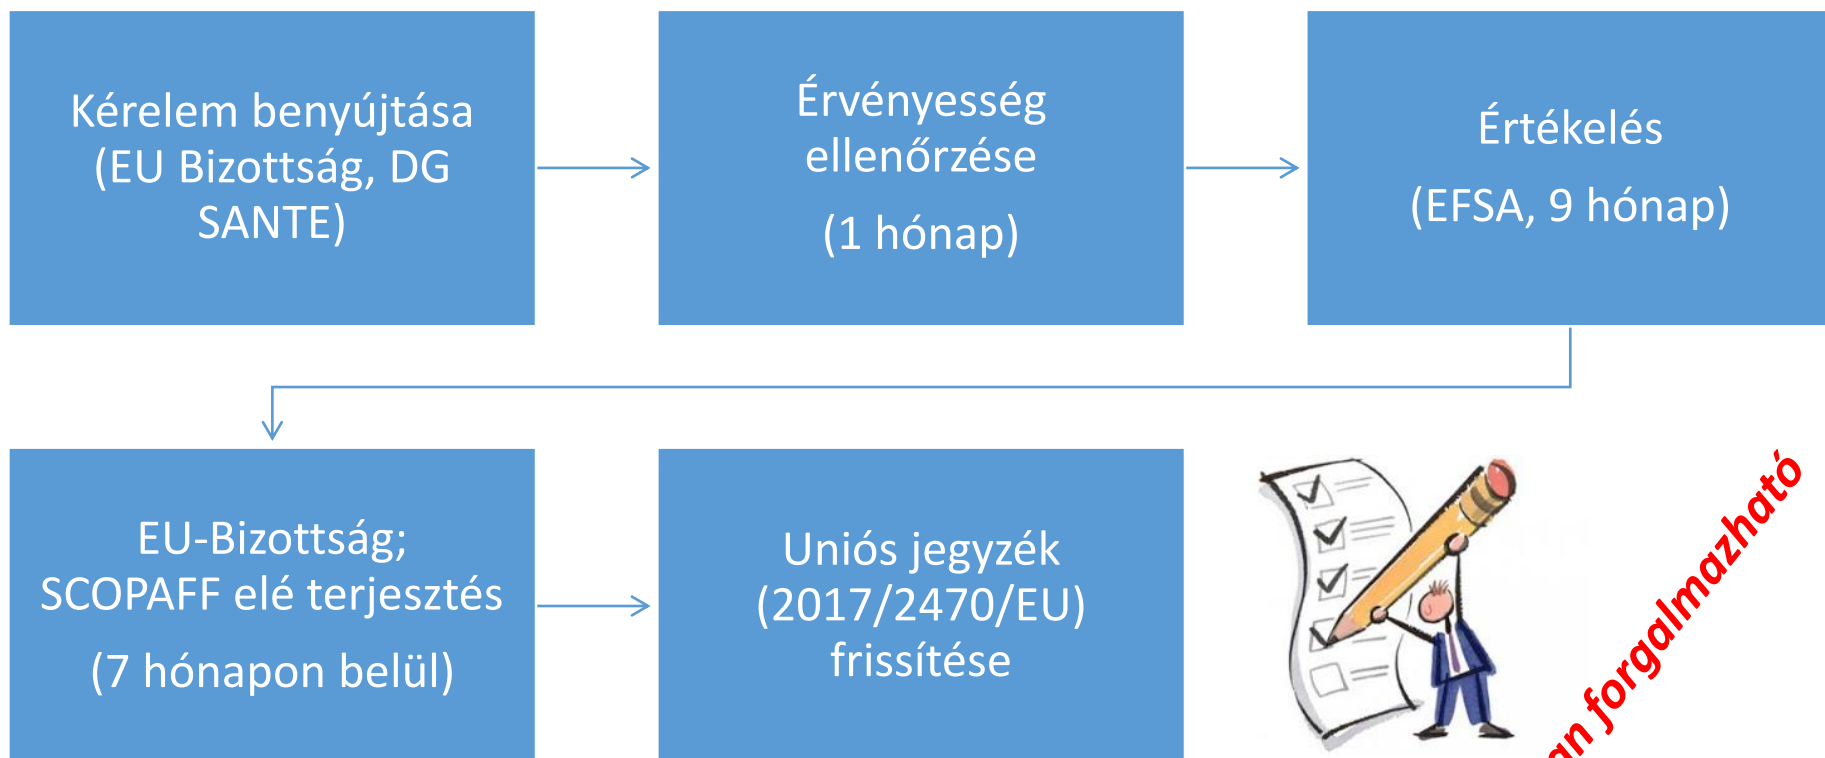 Kérelem benyújtása
(EU Bizottság, DG
SANTE)
Érvényesség
ellenőrzése
(1 hónap)
Értékelés
(EFSA, 9 hónap)
EU-Bizottság;
SCOPAFF elé terjesztés
(7 hónapon belül)
Uniós jegyzék
(2017/2470/EU)
frissítése
forgalmazható